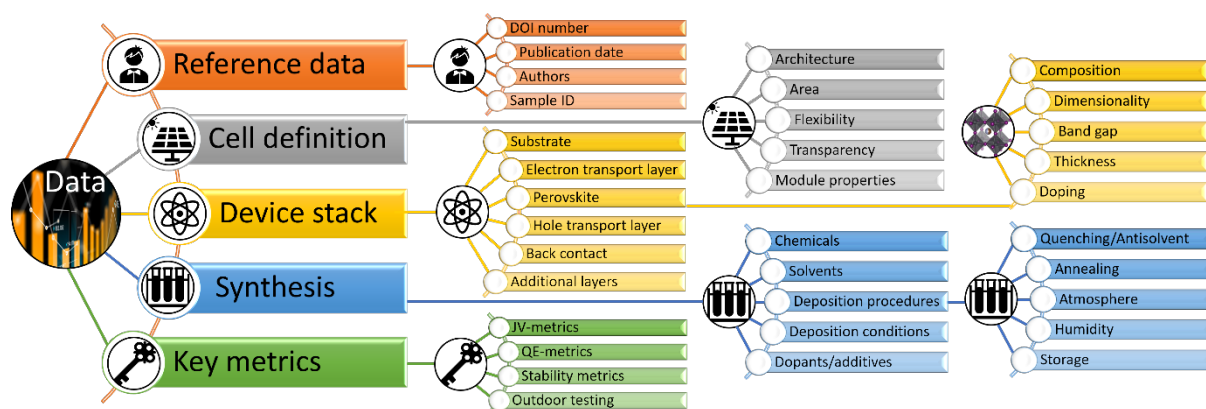 Data
Reference data
Cell definition
Device stack
Synthesis
Key metrics
DOI number
Publication date
Authors
Sample ID
Substrate
Electron transport layer
Perovskite
Hole transport layer
Back contact
Additional layers
JV-metrics
QE-metrics
Stability metrics
Outdoor testing
Architecture
Area
Flexibility
Transparency
Module properties
Chemicals
Solvents
Deposition procedures
Deposition conditions
Dopants/additives
Composition
Dimensionality
Band gap
Thickness
Doping
Quenching/Antisolvent
Annealing
Atmosphere
Humidity
Storage